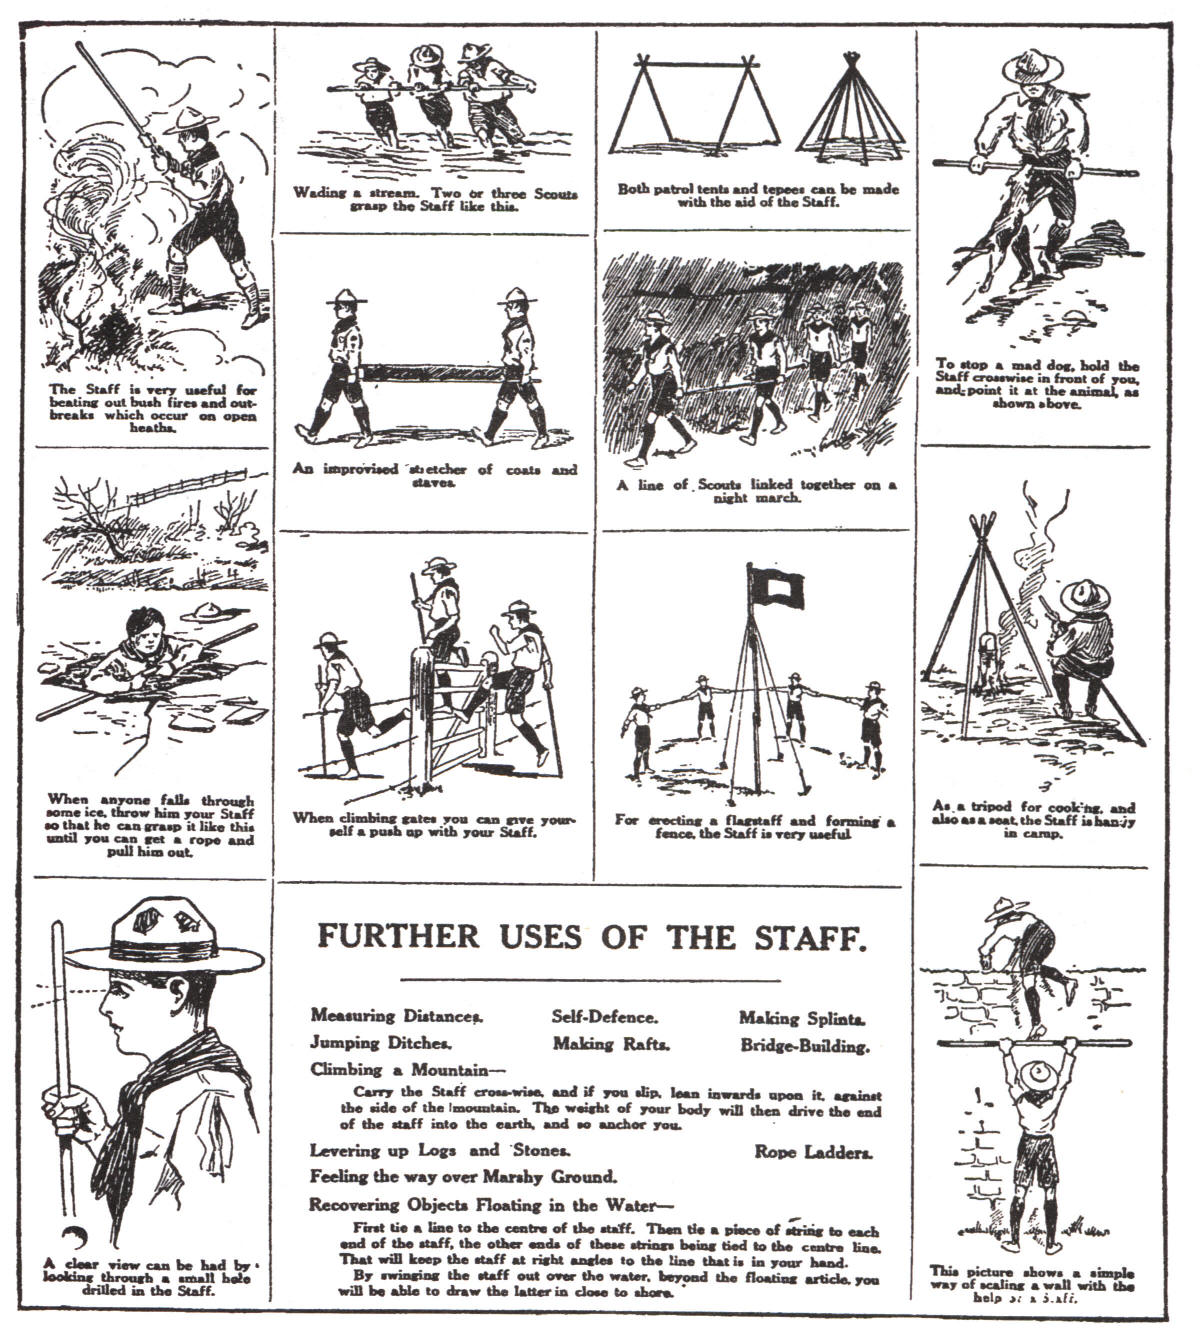 The Staff is very useful for
beating out bush fires and out-
breaks which occur on open
heaths.
Wading a stream. Two or three Scouts
grasp the Staff like this.
Both patrol tents and tepees can be made
with the aid of the Staff.
To stop a mad dog, hold the
Staff crosswise in front of you,
and point it at the animal, as
shown above.
An improvised stretcher of coats and
staves.
A line of Scouts linked together on a
night march.
When anyone falls through
some ice, throw him your Staff
so that he can grasp it like this
until you can get a rope and
pull him out.
When climbing gates you can give your-
self a push up with your Staff.
For erecting a flagstaff and forming a
fence, the Staff is very useful.
As a tripod for cooking, and
also as a seat, the Staff is handy
in camp.
A clear view can be had by
looking through a small hole
drilled in the Staff.
FURTHER USES OF THE STAFF.
Measuring Distances. Self-Defence. Making Splints.
Jumping Ditches. Making Rafts. Bridge-Building.
Climbing a Mountain—
Carry the Staff cross-wise, and if you slip, lean inwards upon it, against
the side of the mountain. The weight of your body will then drive the end
of the staff into the earth, and so anchor you.
Levering up Logs and Stones. Rope Ladders.
Feeling the way over Marshy Ground.
Recovering Objects Floating in the Water—
First tie a line to the centre of the staff. Then tie a piece of string to each
end of the staff, the other ends of these strings being tied to the centre line.
That will keep the staff at right angles to the line that is in your hand.
By swinging the staff out over the water, beyond the floating article, you
will be able to draw the latter in close to shore.
This picture shows a simple
way of scaling a wall with the
help of a Staff.